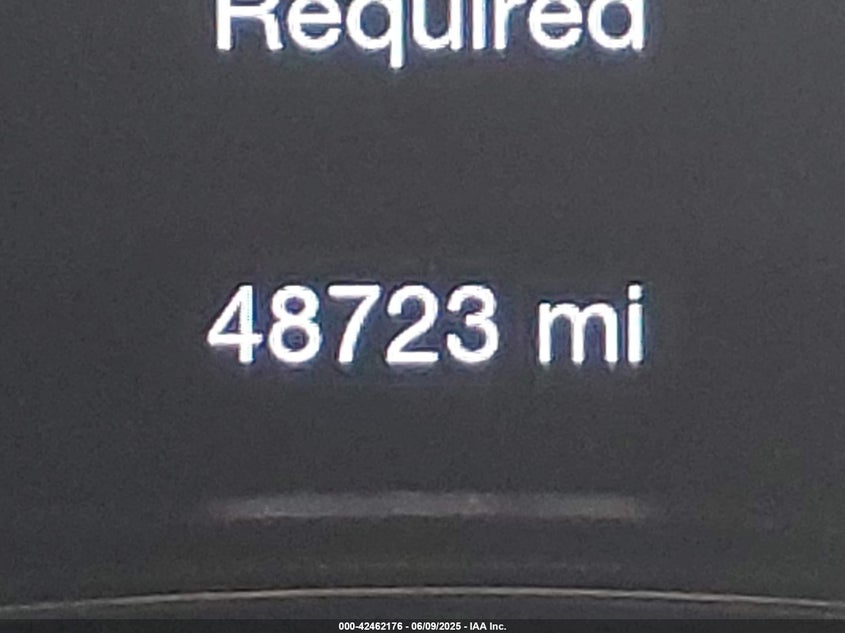 Required
48723 mi
000-42462176 - 06/09/2025 - IAA Inc.